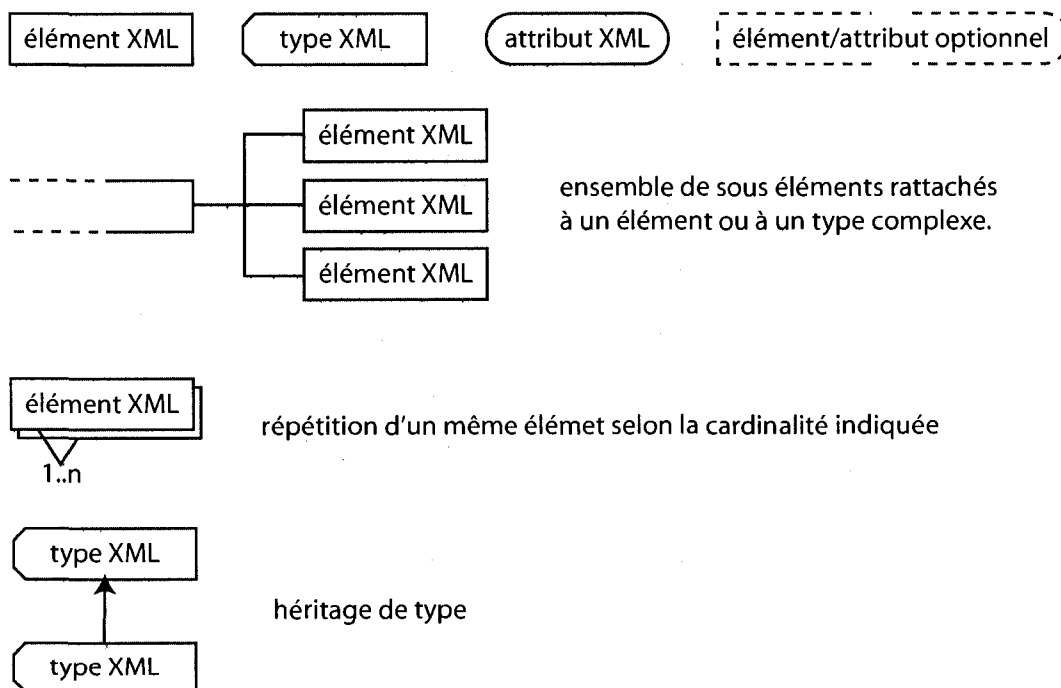 élément XML
type XML
attribut XML
élément/attribut optionnel
élément XML
élément XML
élément XML
ensemble de sous éléments rattachés
à un élément ou à un type complexe.
élément XML
1..n
répétition d'un même élémet selon la cardinalité indiquée
type XML
héritage de type
type XML